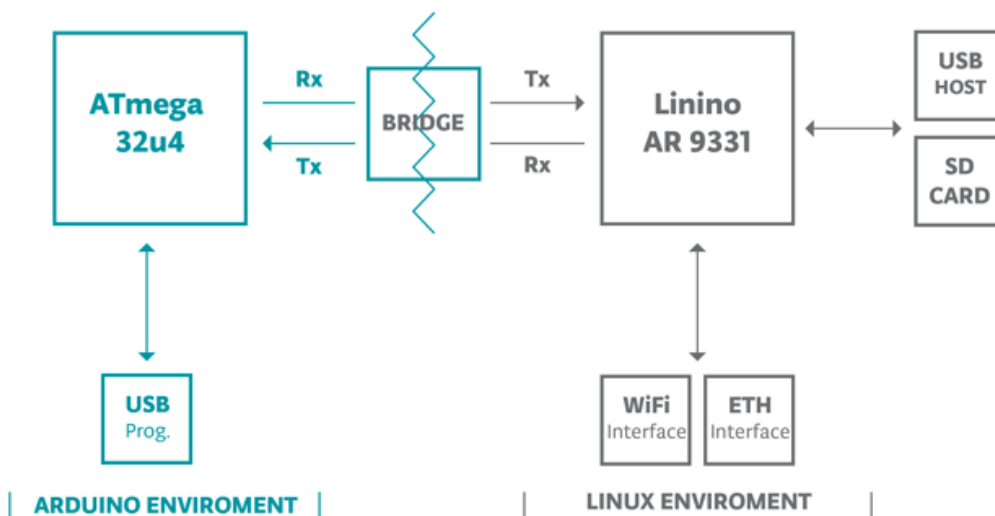 ATmega
32u4
Rx
Tx
BRIDGE
Tx
Rx
Linino
AR 9331
USB
HOST
SD
CARD
USB
Prog.
WiFi
Interface
ETH
Interface
ARDUINO ENVIROMENT
LINUX ENVIROMENT